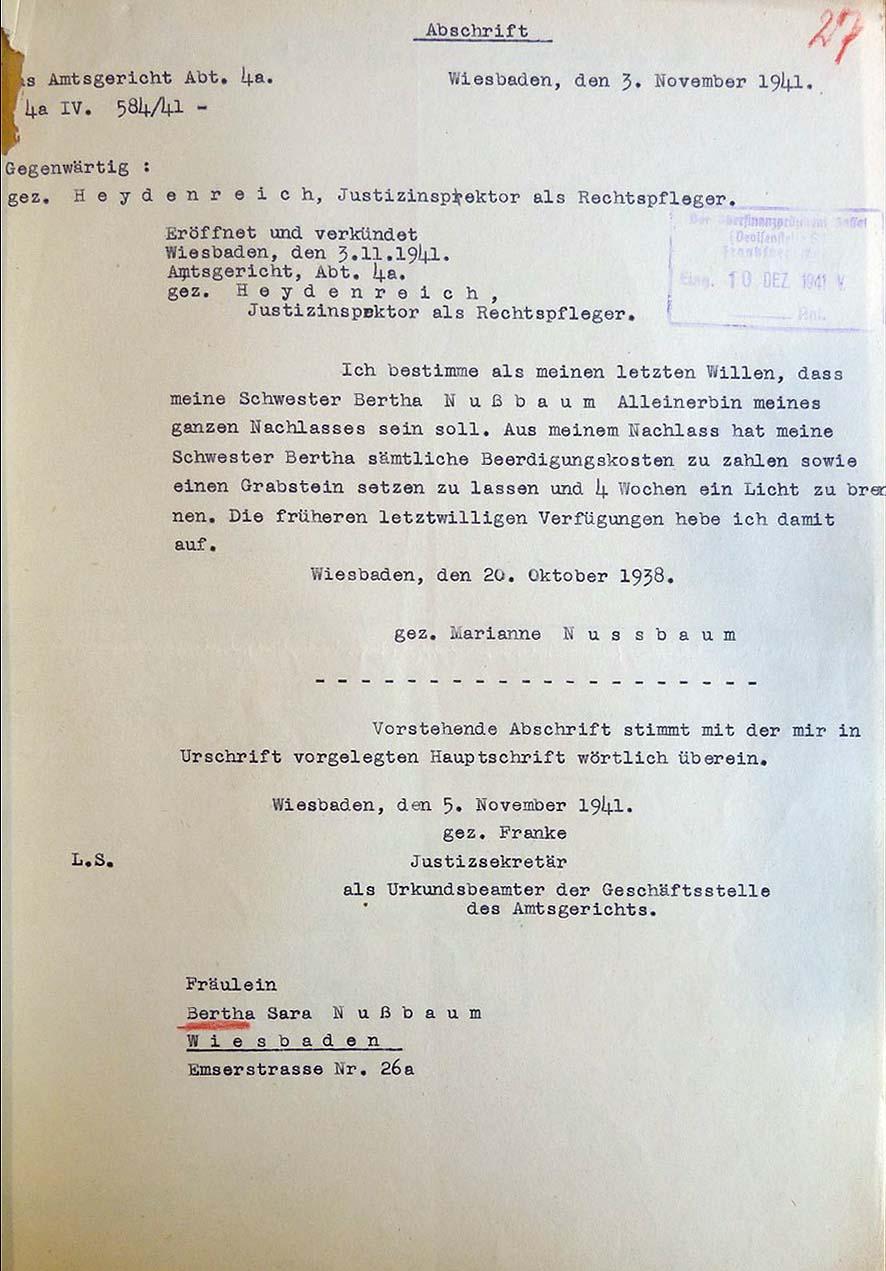 Abschrift
27
s Amtsgericht Abt. 4a.
Wiesbaden, den 3. November 1941.
4a IV. 584/41 -
Gegenwärtig :
gez. H e y d e n r e i c h, Justizinspektor als Rechtspfleger.
Eröffnet und verkündet
Wiesbaden, den 3.11.1941.
Amtsgericht, Abt. 4a.
gez. H e y d e n r e i c h ,
Justizinspektor als Rechtspfleger.
Der Oberfinanzpräsident Kassel
Eing. 10 DEZ 1941
Ich bestimme als meinen letzten Willen, dass
meine Schwester Bertha N u ß b a u m Alleinerbin meines
ganzen Nachlasses sein soll. Aus meinem Nachlass hat meine
Schwester Bertha sämtliche Beerdigungskosten zu zahlen sowie
einen Grabstein setzen zu lassen und 4 Wochen ein Licht zu bren
nen. Die früheren letztwilligen Verfügungen hebe ich damit
auf.
Wiesbaden, den 20. Oktober 1938.
gez. Marianne N u s s b a u m
- - - - - - - - - - - - - - - - - - - -
Vorstehende Abschrift stimmt mit der mir in
Urschrift vorgelegten Hauptschrift wörtlich überein.
Wiesbaden, den 5. November 1941.
gez. Franke
L.S.
Justizsekretär
als Urkundsbeamter der Geschäftsstelle
des Amtsgerichts.
Fräulein
Bertha Sara N u ß b a u m
W i e s b a d e n
Emserstrasse Nr. 26a